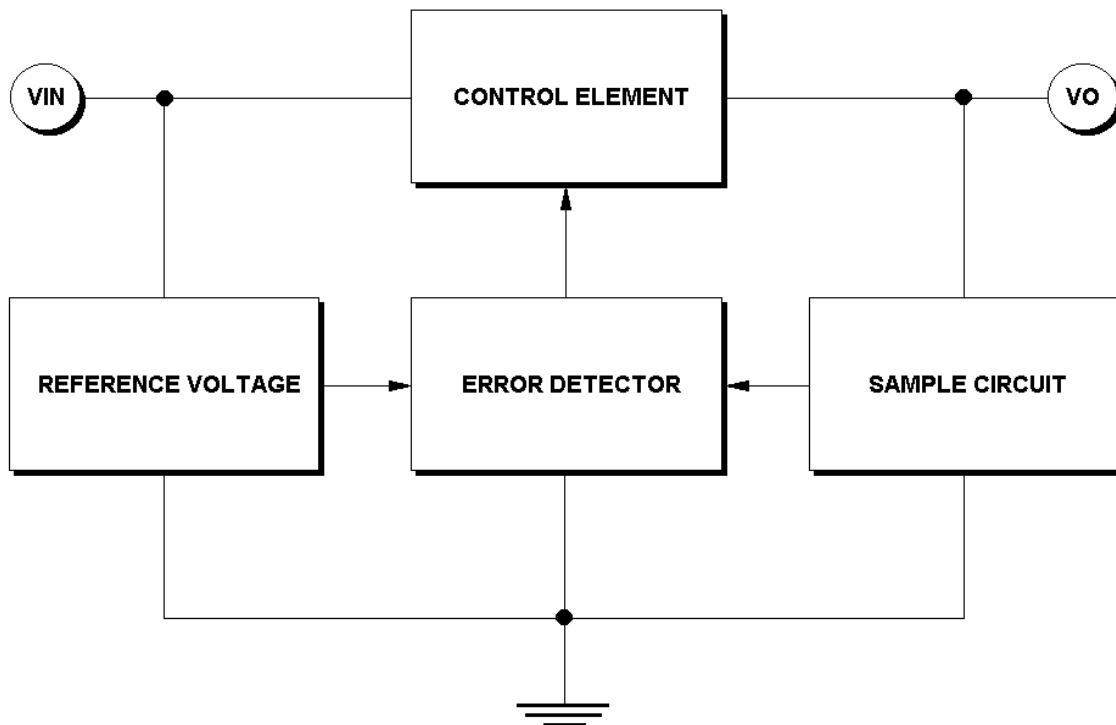 CONTROL ELEMENT
VIN
VO
REFERENCE VOLTAGE
ERROR DETECTOR
SAMPLE CIRCUIT